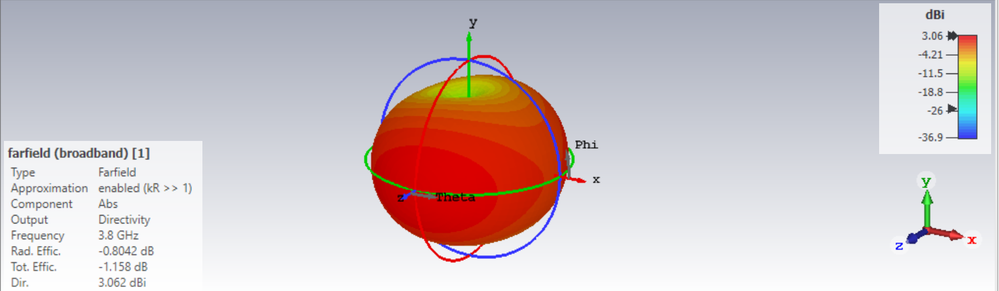 y
dBi
3.06
-4.21
-11.5
-18.8
-26
-36.9
Phi
x
z
Theta
farfield (broadband) [1]
Type Farfield
Approximation enabled (kR >> 1)
Component Abs
Output Directivity
Frequency 3.8 GHz
Rad. Effic. -0.8042 dB
Tot. Effic. -1.158 dB
Dir. 3.062 dBi
y
x
z